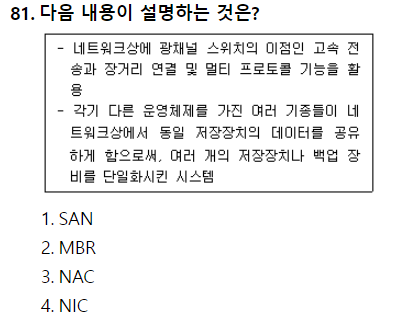 81. 다음 내용이 설명하는 것은?
- 네트워크상에 광채널 스위치의 이점인 고속 전
송과 장거리 연결 및 멀티 프로토콜 기능을 활
용
- 각기 다른 운영체제를 가진 여러 기종들이 네
트워크상에서 동일 저장장치의 데이터를 공유
하게 함으로써, 여러 개의 저장장치나 백업 장
비를 단일화시킨 시스템
1. SAN
2. MBR
3. NAC
4. NIC